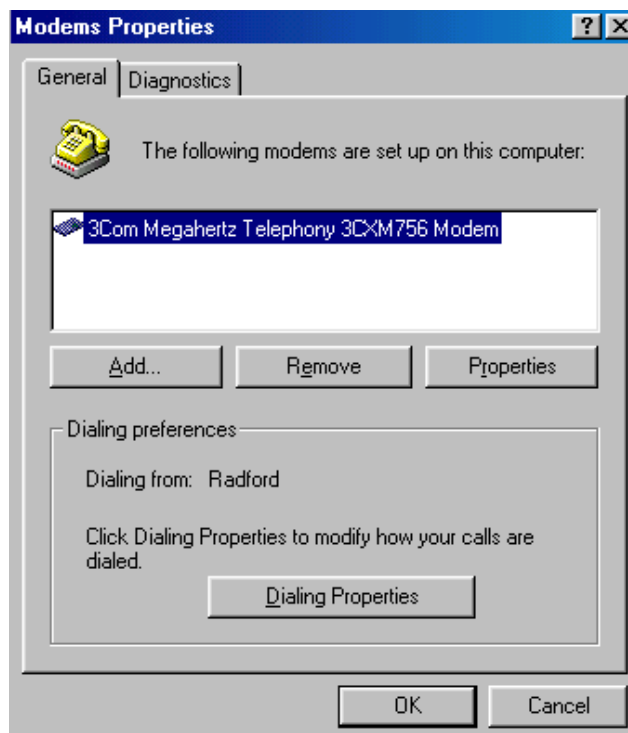 Modems Properties
General
Diagnostics
The following modems are set up on this computer:
3Com Megahertz Telephony 3CXM756 Modem
Add...
Remove
Properties
Dialing preferences
Dialing from: Radford
Click Dialing Properties to modify how your calls are
dialed.
Dialing Properties
OK
Cancel